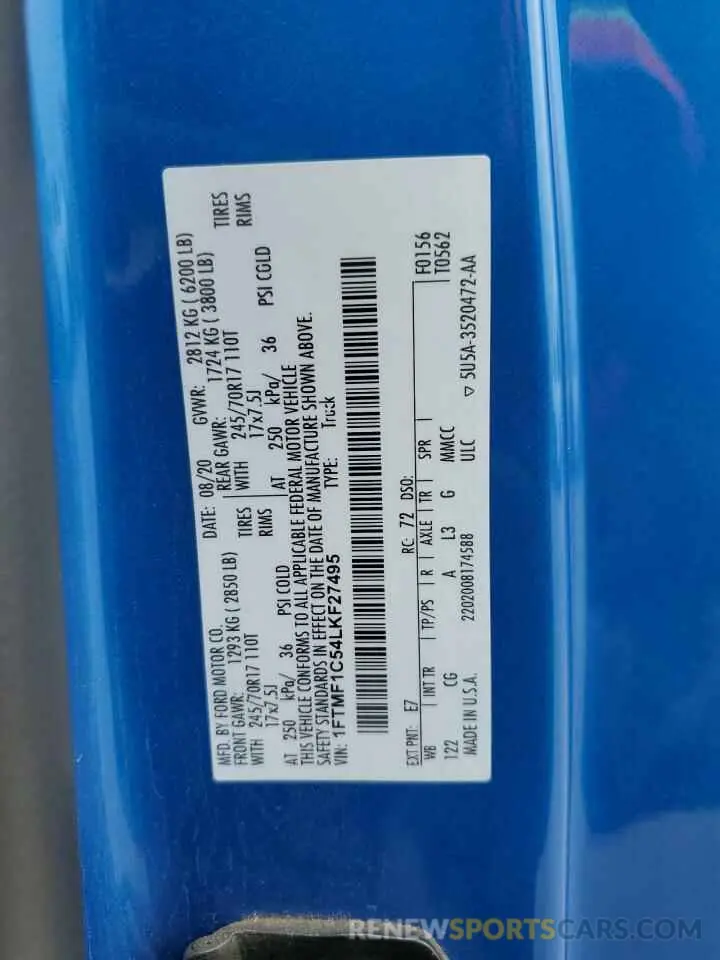 MFD. BY FORD MOTOR CO.
DATE: 08/20 GVWR: 2812 KG ( 6200 LB)
FRONT GAWR: 1293 KG ( 2850 LB) REAR GAWR: 1724 KG ( 3800 LB)
WITH 245/70R17 110T TIRES WITH 245/70R17 110T TIRES
17x7.5J RIMS 17x7.5J RIMS
AT 250 kPa/ 36 PSI COLD AT 250 kPa/ 36 PSI COLD
THIS VEHICLE CONFORMS TO ALL APPLICABLE FEDERAL MOTOR VEHICLE
SAFETY STANDARDS IN EFFECT ON THE DATE OF MANUFACTURE SHOWN ABOVE.
VIN: 1FTMF1C54LKF27495 TYPE: Truck
F0156
EXT PNT: E7 RC: 72 DSO: T0562
WB INT TR TP/PS R AXLE TR SPR
122 CG A L3 G MMCC
MADE IN U.S.A. 2202008174588 ULC
▽ 5U5A-3520472-AA
RENEWSPORTSCARS.COM